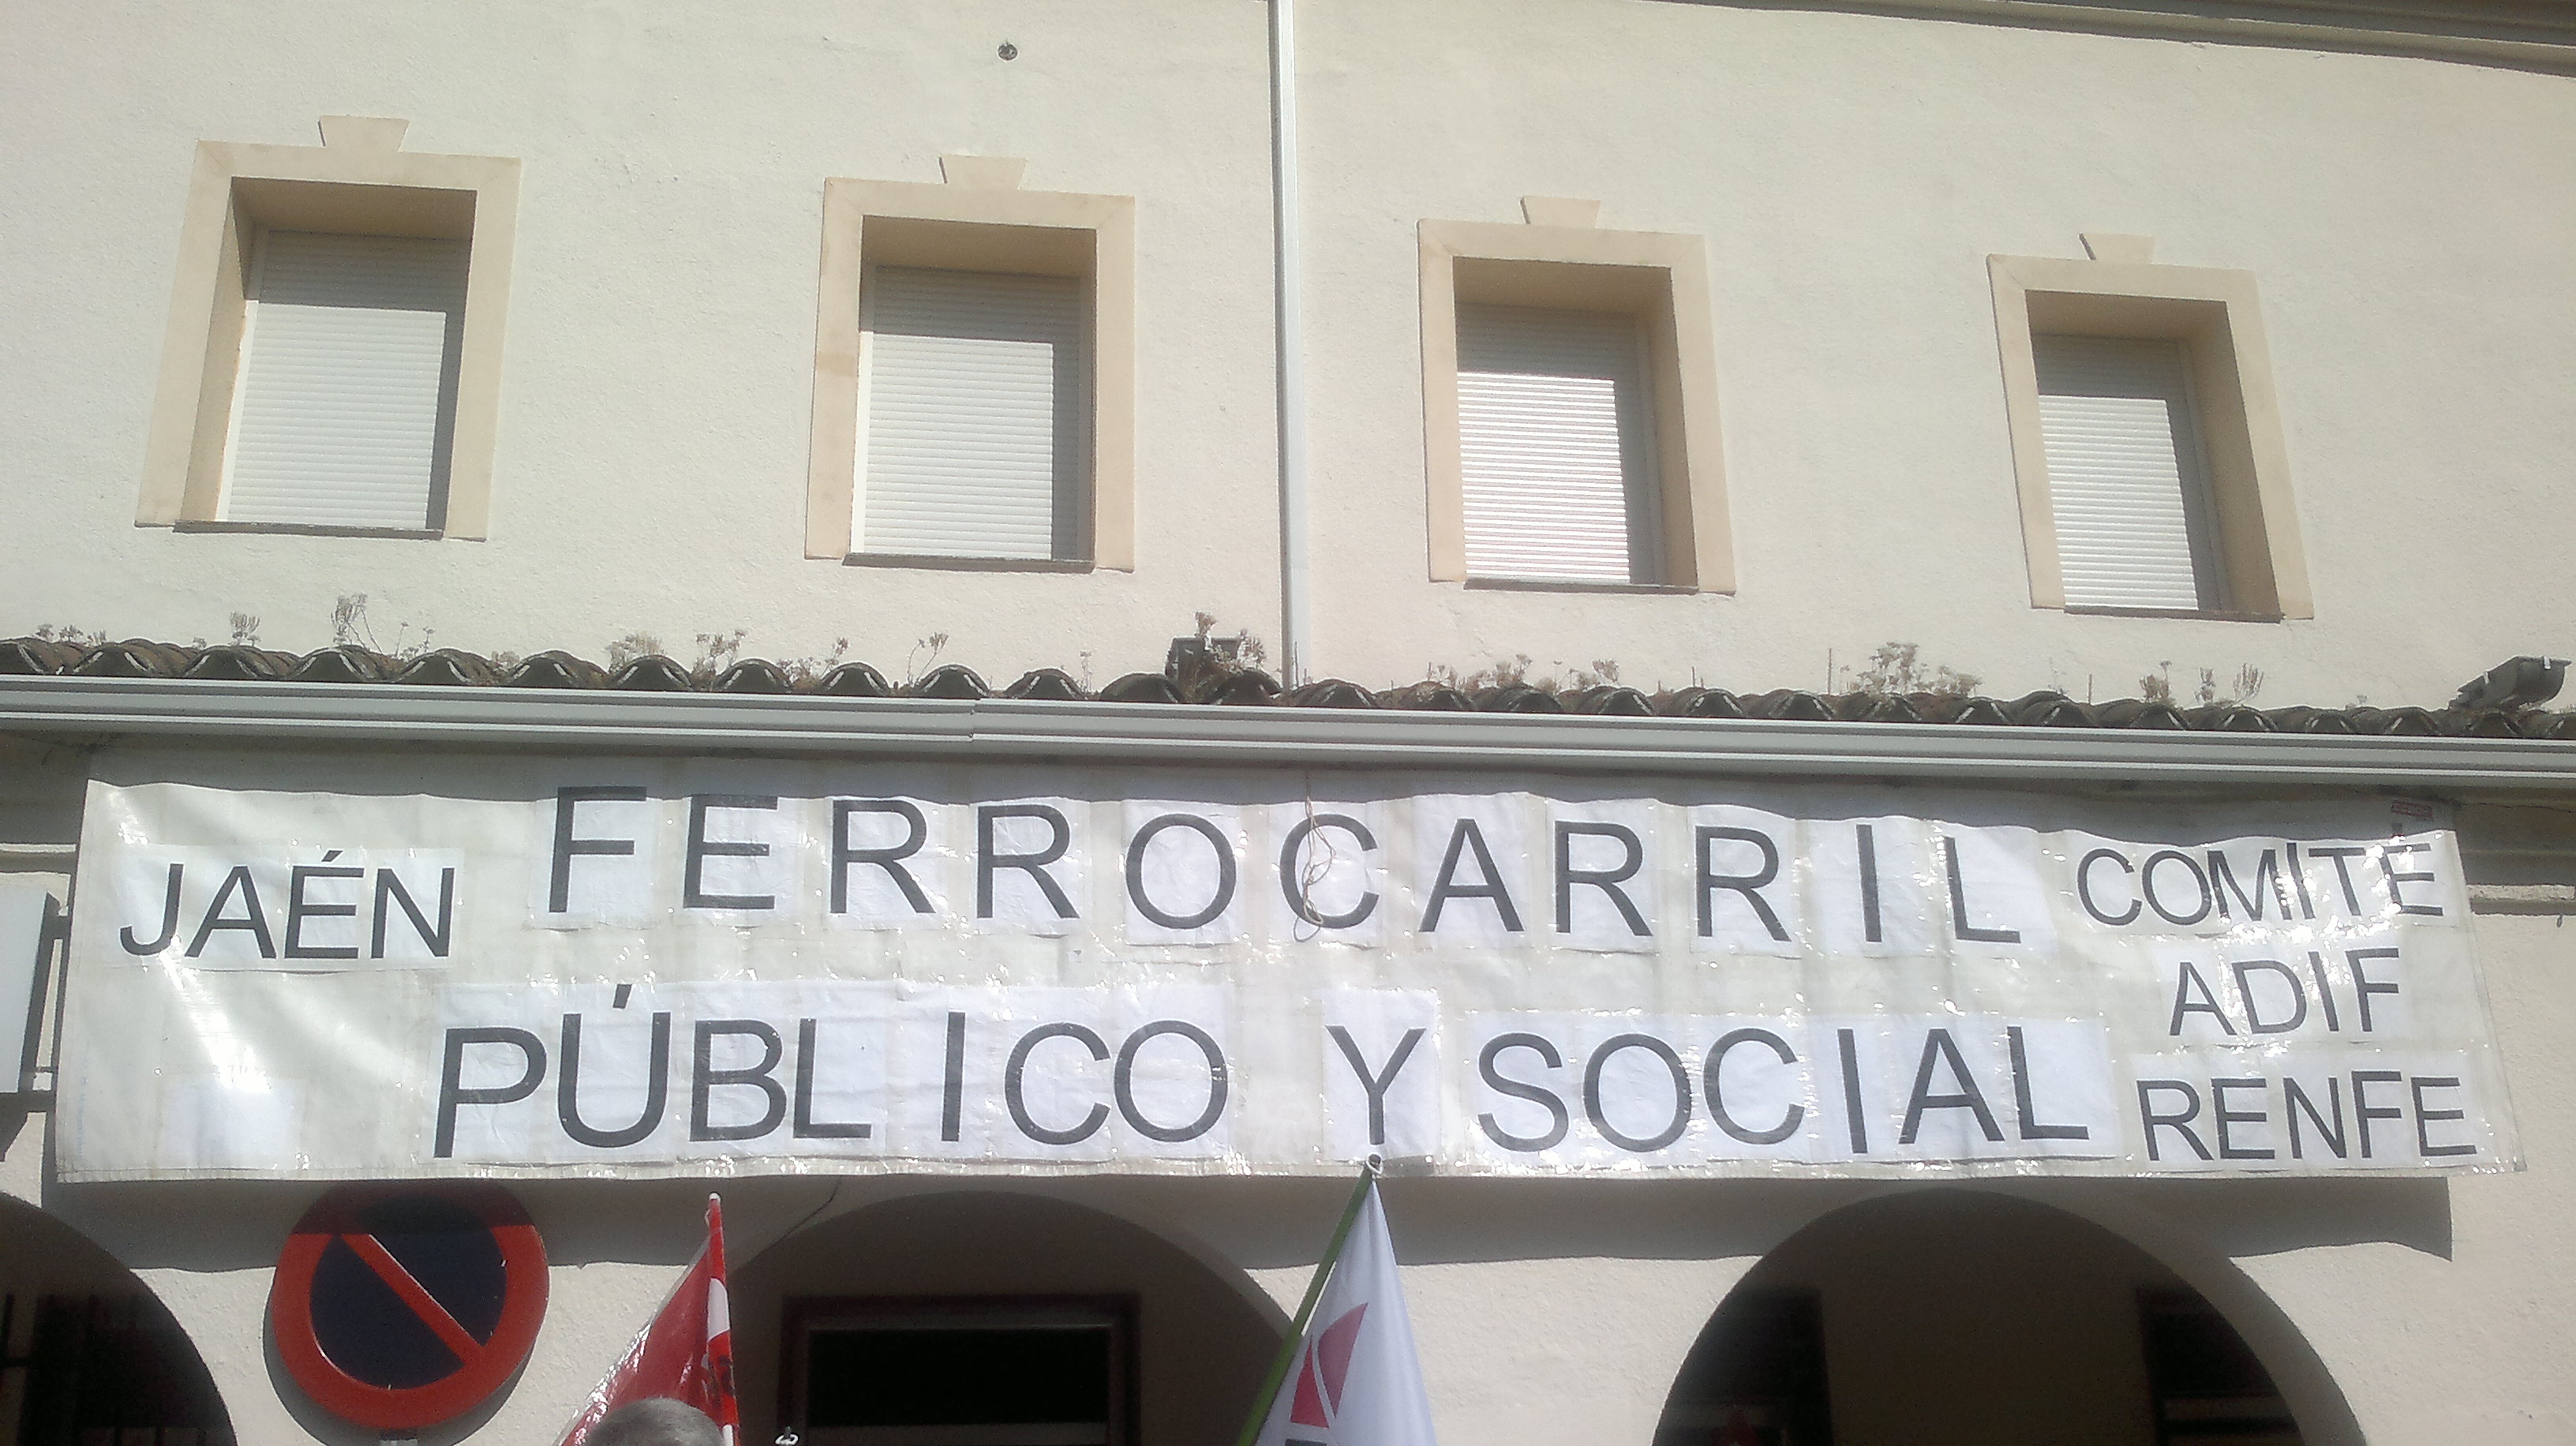 JAÉN
FERROCARRIL
PÚBLICO Y SOCIAL
COMITÉ
ADIF
RENFE